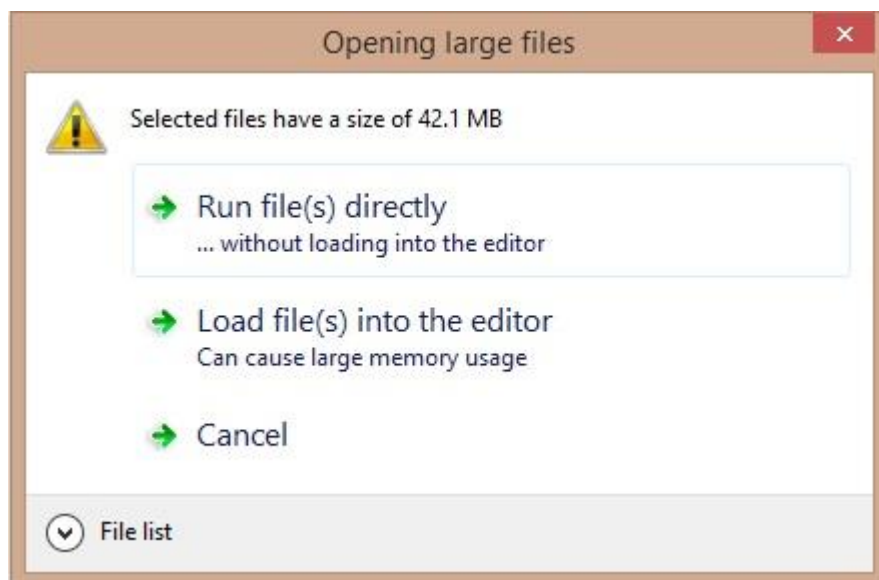 Opening large files
Selected files have a size of 42.1 MB
Run file(s) directly
... without loading into the editor
Load file(s) into the editor
Can cause large memory usage
Cancel
File list